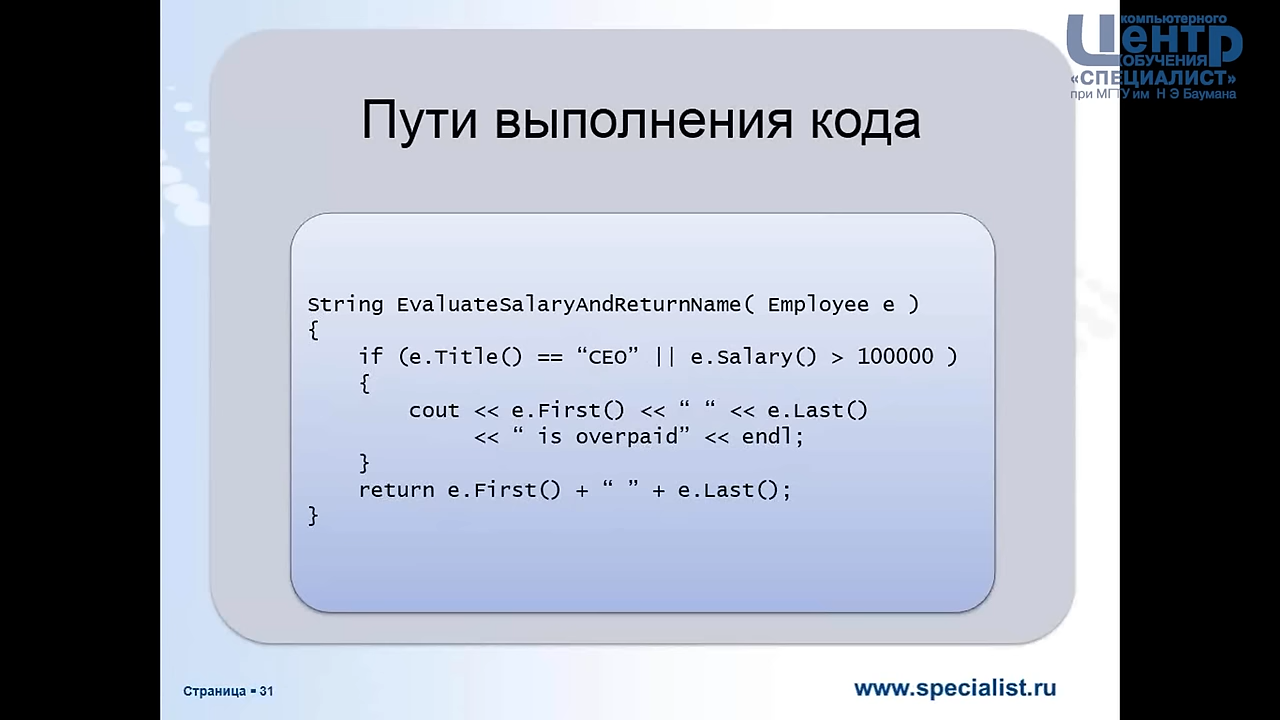 компьютерного
Центр
ОБУЧЕНИЯ
«СПЕЦИАЛИСТ»
при МГТУ им Н Э Баумана
Пути выполнения кода
String EvaluateSalaryAndReturnName( Employee e )
{
if (e.Title() == “CEO” || e.Salary() > 100000 )
{
cout << e.First() << “ “ << e.Last()
<< “ is overpaid” << endl;
}
return e.First() + “ ” + e.Last();
}
Страница ▪ 31
www.specialist.ru